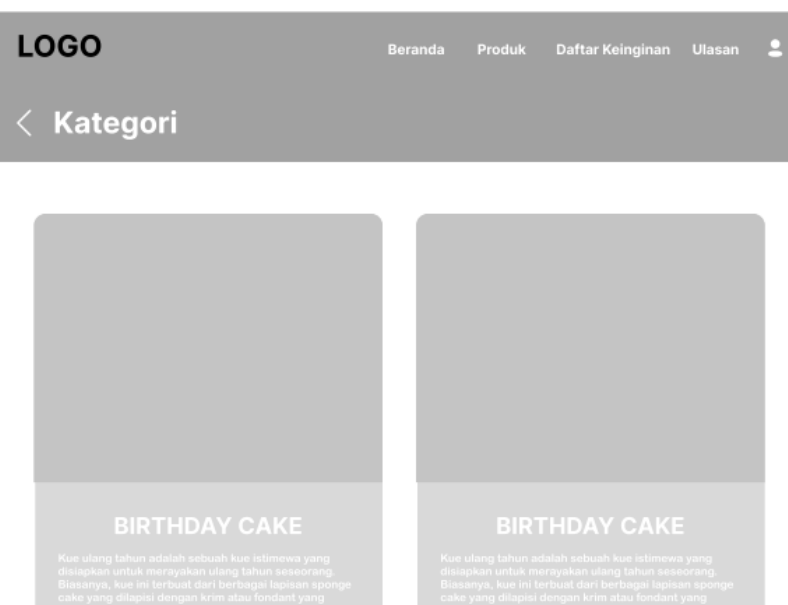 LOGO
Beranda Produk Daftar Keinginan Ulasan
Kategori
BIRTHDAY CAKE
Kue ulang tahun adalah sebuah kue istimewa yang
disiapkan untuk merayakan ulang tahun seseorang.
Biasanya, kue ini terbuat dari berbagai lapisan sponge
cake yang dilapisi dengan krim atau fondant yang
BIRTHDAY CAKE
Kue ulang tahun adalah sebuah kue istimewa yang
disiapkan untuk merayakan ulang tahun seseorang.
Biasanya, kue ini terbuat dari berbagai lapisan sponge
cake yang dilapisi dengan krim atau fondant yang